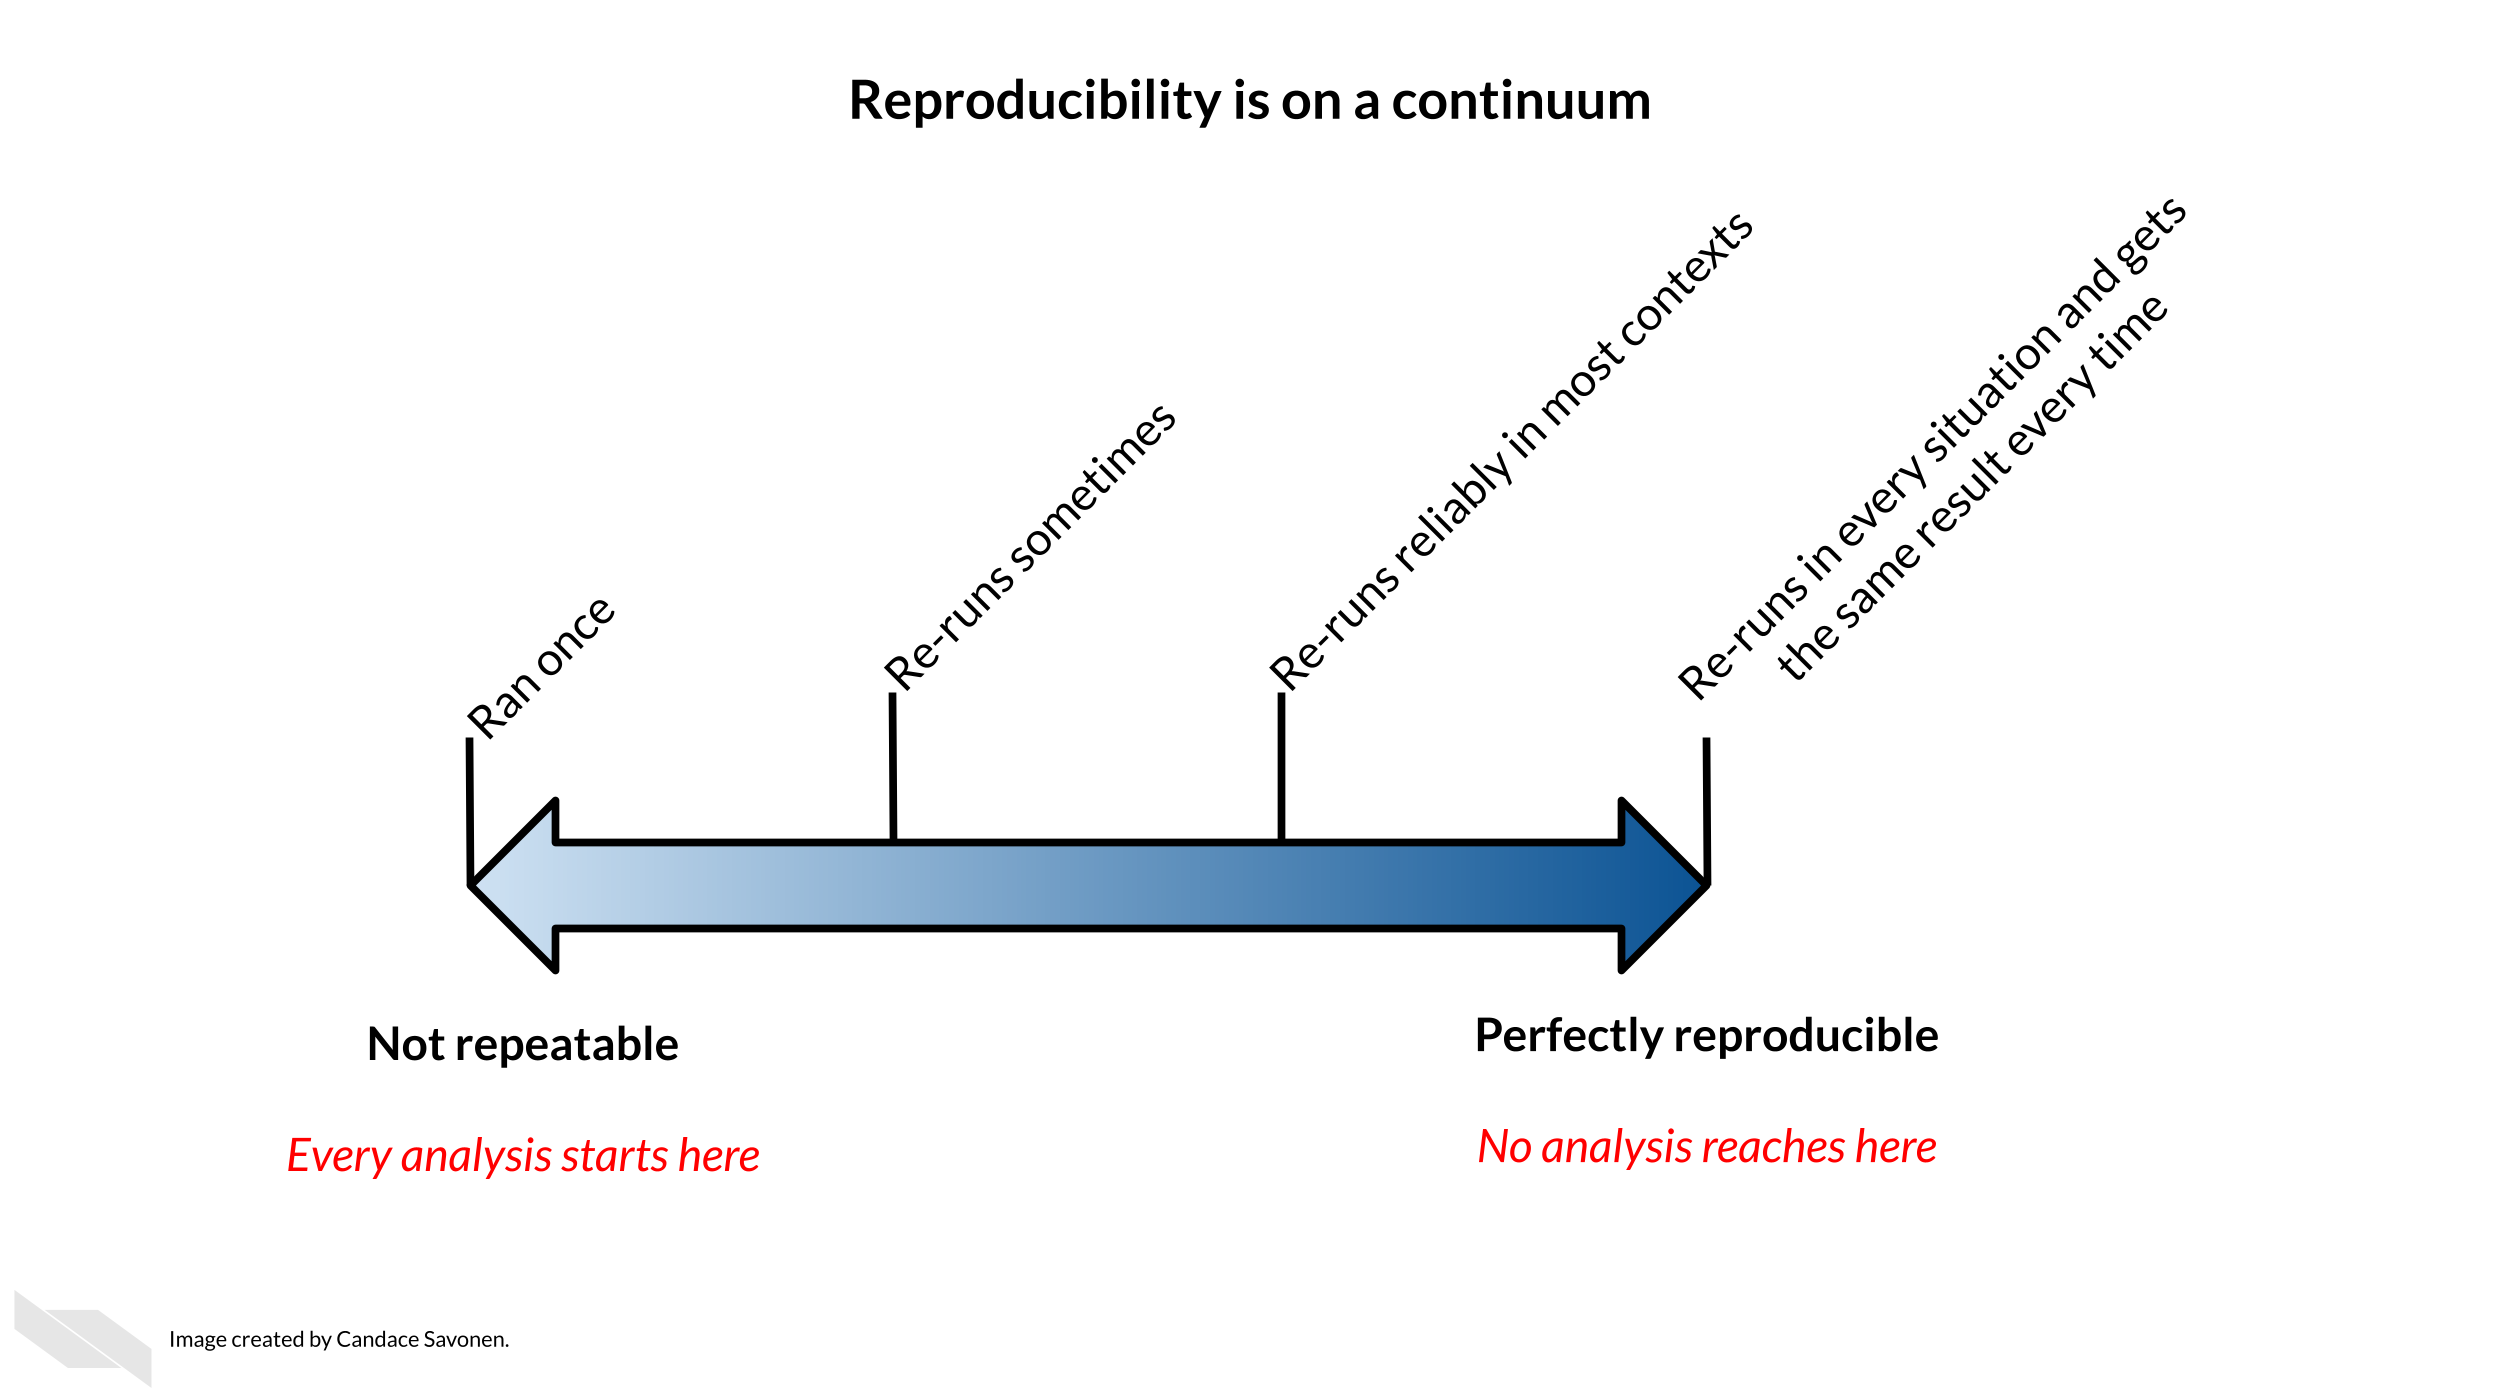 Reproducibility is on a continuum
Ran once
Re-runs sometimes
Re-runs reliably in most contexts
Re-runs in every situation and gets
the same result every time
Not repeatable
Perfectly reproducible
Every analysis starts here
No analysis reaches here
Image created by Candace Savonen.